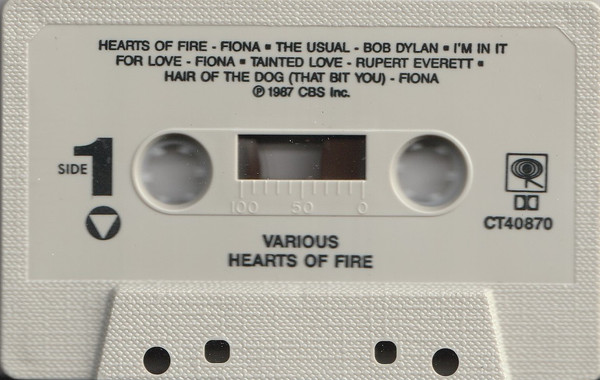 HEARTS OF FIRE - FIONA ▪ THE USUAL - BOB DYLAN ▪ I'M IN IT
FOR LOVE - FIONA ▪ TAINTED LOVE - RUPERT EVERETT ▪
HAIR OF THE DOG (THAT BIT YOU) - FIONA
℗ 1987 CBS Inc.
SIDE 1
100 50 0
CT40870
VARIOUS
HEARTS OF FIRE